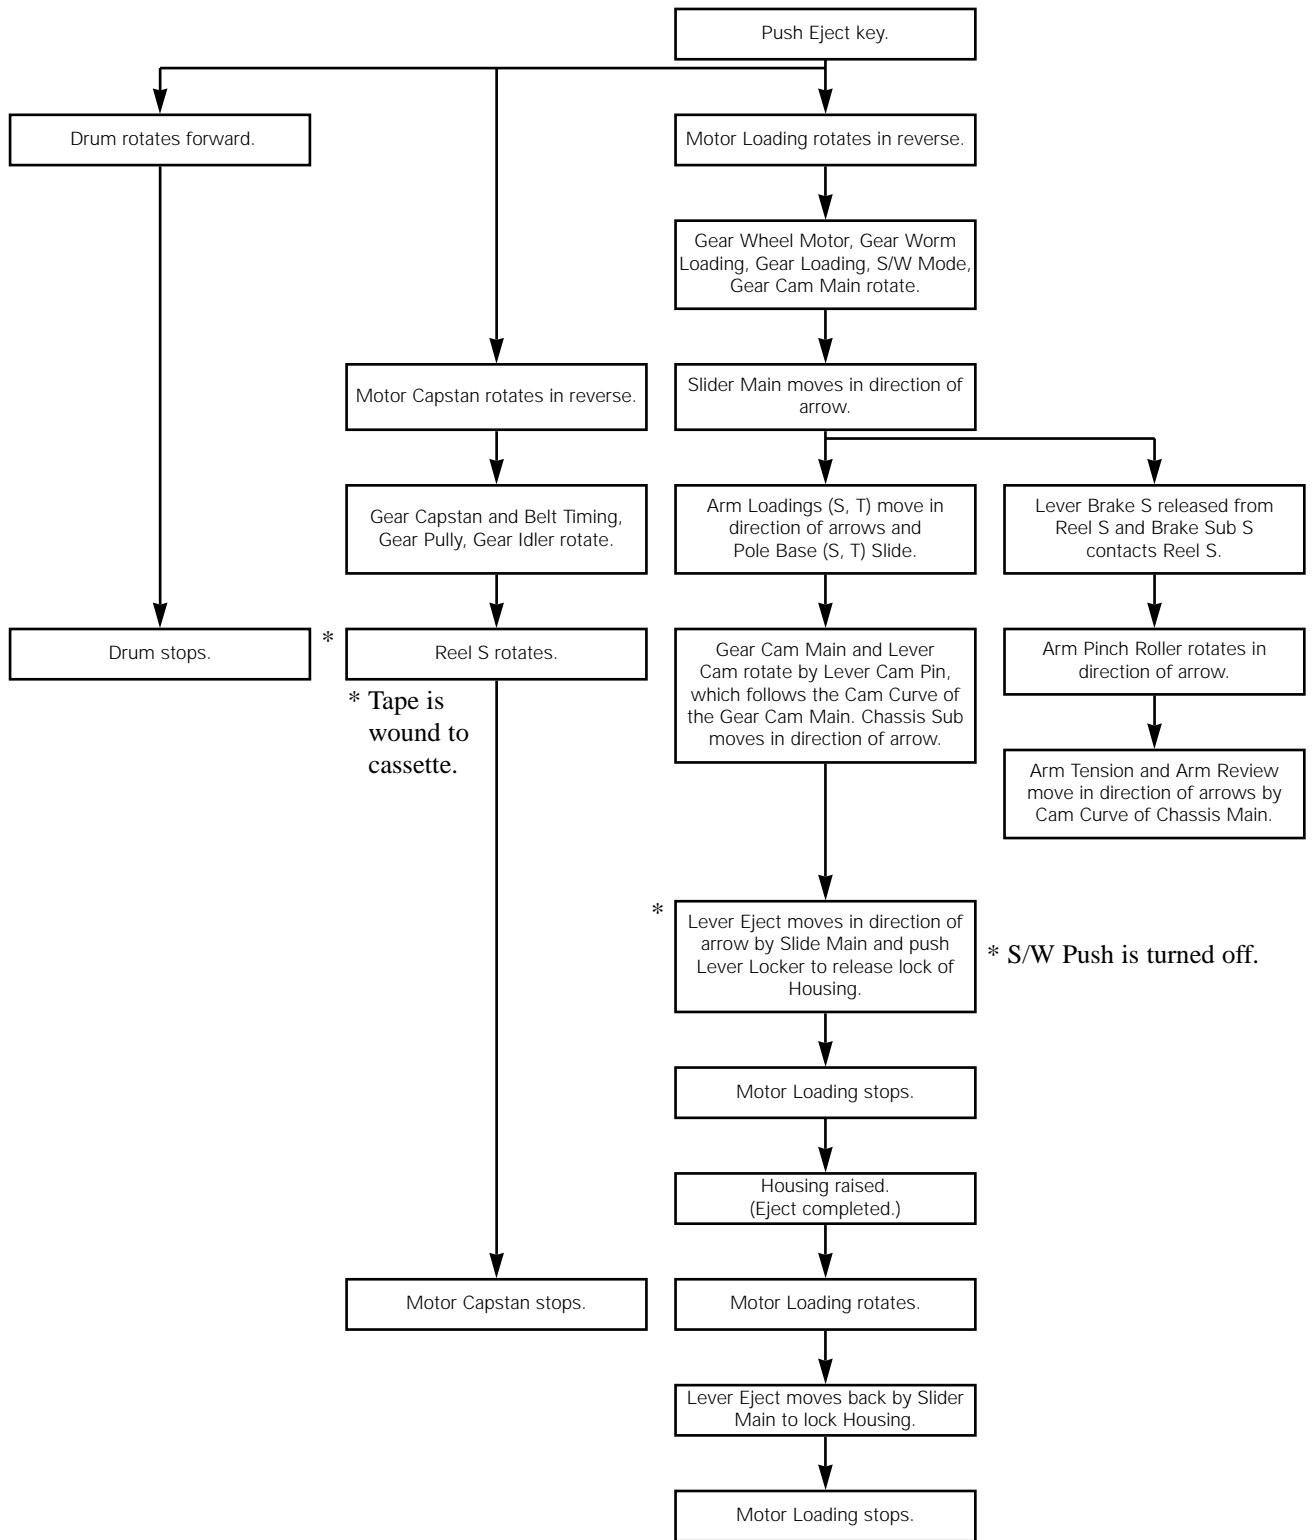 Push Eject key.
Drum rotates forward.
Motor Loading rotates in reverse.
Gear Wheel Motor, Gear Worm
Loading, Gear Loading, S/W Mode,
Gear Cam Main rotate.
Motor Capstan rotates in reverse.
Slider Main moves in direction of
arrow.
Gear Capstan and Belt Timing,
Gear Pully, Gear Idler rotate.
Arm Loadings (S, T) move in
direction of arrows and
Pole Base (S, T) Slide.
Lever Brake S released from
Reel S and Brake Sub S
contacts Reel S.
Drum stops.
*
Reel S rotates.
* Tape is
wound to
cassette.
Gear Cam Main and Lever
Cam rotate by Lever Cam Pin,
which follows the Cam Curve of
the Gear Cam Main. Chassis Sub
moves in direction of arrow.
Arm Pinch Roller rotates in
direction of arrow.
Arm Tension and Arm Review
move in direction of arrows by
Cam Curve of Chassis Main.
*
Lever Eject moves in direction of
arrow by Slide Main and push
Lever Locker to release lock of
Housing.
* S/W Push is turned off.
Motor Loading stops.
Housing raised.
(Eject completed.)
Motor Capstan stops.
Motor Loading rotates.
Lever Eject moves back by Slider
Main to lock Housing.
Motor Loading stops.